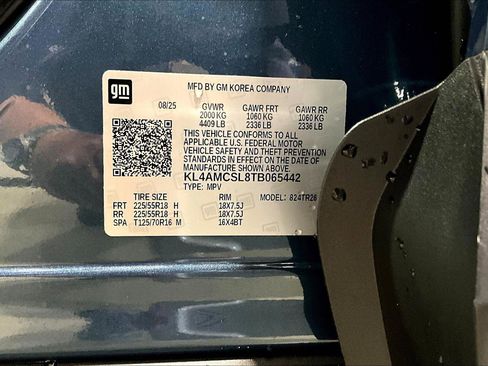 gm
MFD BY GM KOREA COMPANY
08/25 GVWR GAWR FRT GAWR RR
2000 KG 1060 KG 1060 KG
4409 LB 2336 LB 2336 LB
THIS VEHICLE CONFORMS TO ALL
APPLICABLE U.S. FEDERAL MOTOR
VEHICLE SAFETY AND THEFT PREVENTION
STANDARDS IN EFFECT ON THE DATE OF
MANUFACTURE SHOWN ABOVE.
KL4AMCSL8TB065442
TYPE: MPV
TIRE SIZE RIM MODEL: 824TR26
FRT 225/55R18 H 18X7.5J
RR 225/55R18 H 18X7.5J
SPA T125/70R16 M 16X4BT